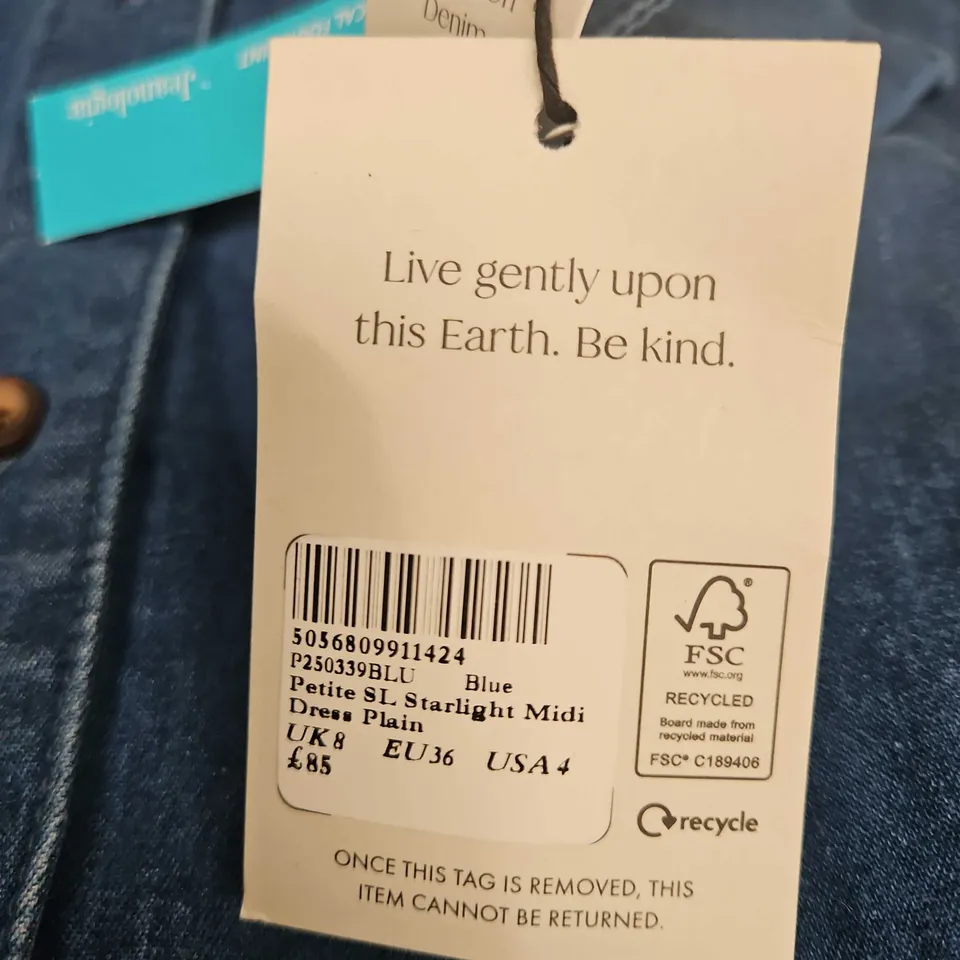 Denim
Jeanologia
Live gently upon
this Earth. Be kind.
5056809911424
P250339BLU Blue
Petite SL Starlight Midi
Dress Plain
UK 8 EU 36 USA 4
£85
FSC®
www.fsc.org
RECYCLED
Board made from
recycled material
FSC® C189406
recycle
ONCE THIS TAG IS REMOVED, THIS
ITEM CANNOT BE RETURNED.